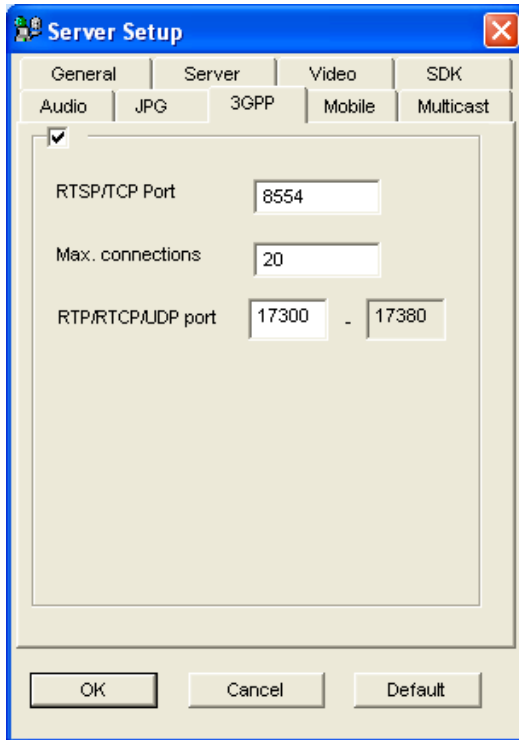 Server Setup
General Server Video SDK
Audio JPG 3GPP Mobile Multicast
RTSP/TCP Port 8554
Max. connections 20
RTP/RTCP/UDP port 17300 - 17380
OK Cancel Default